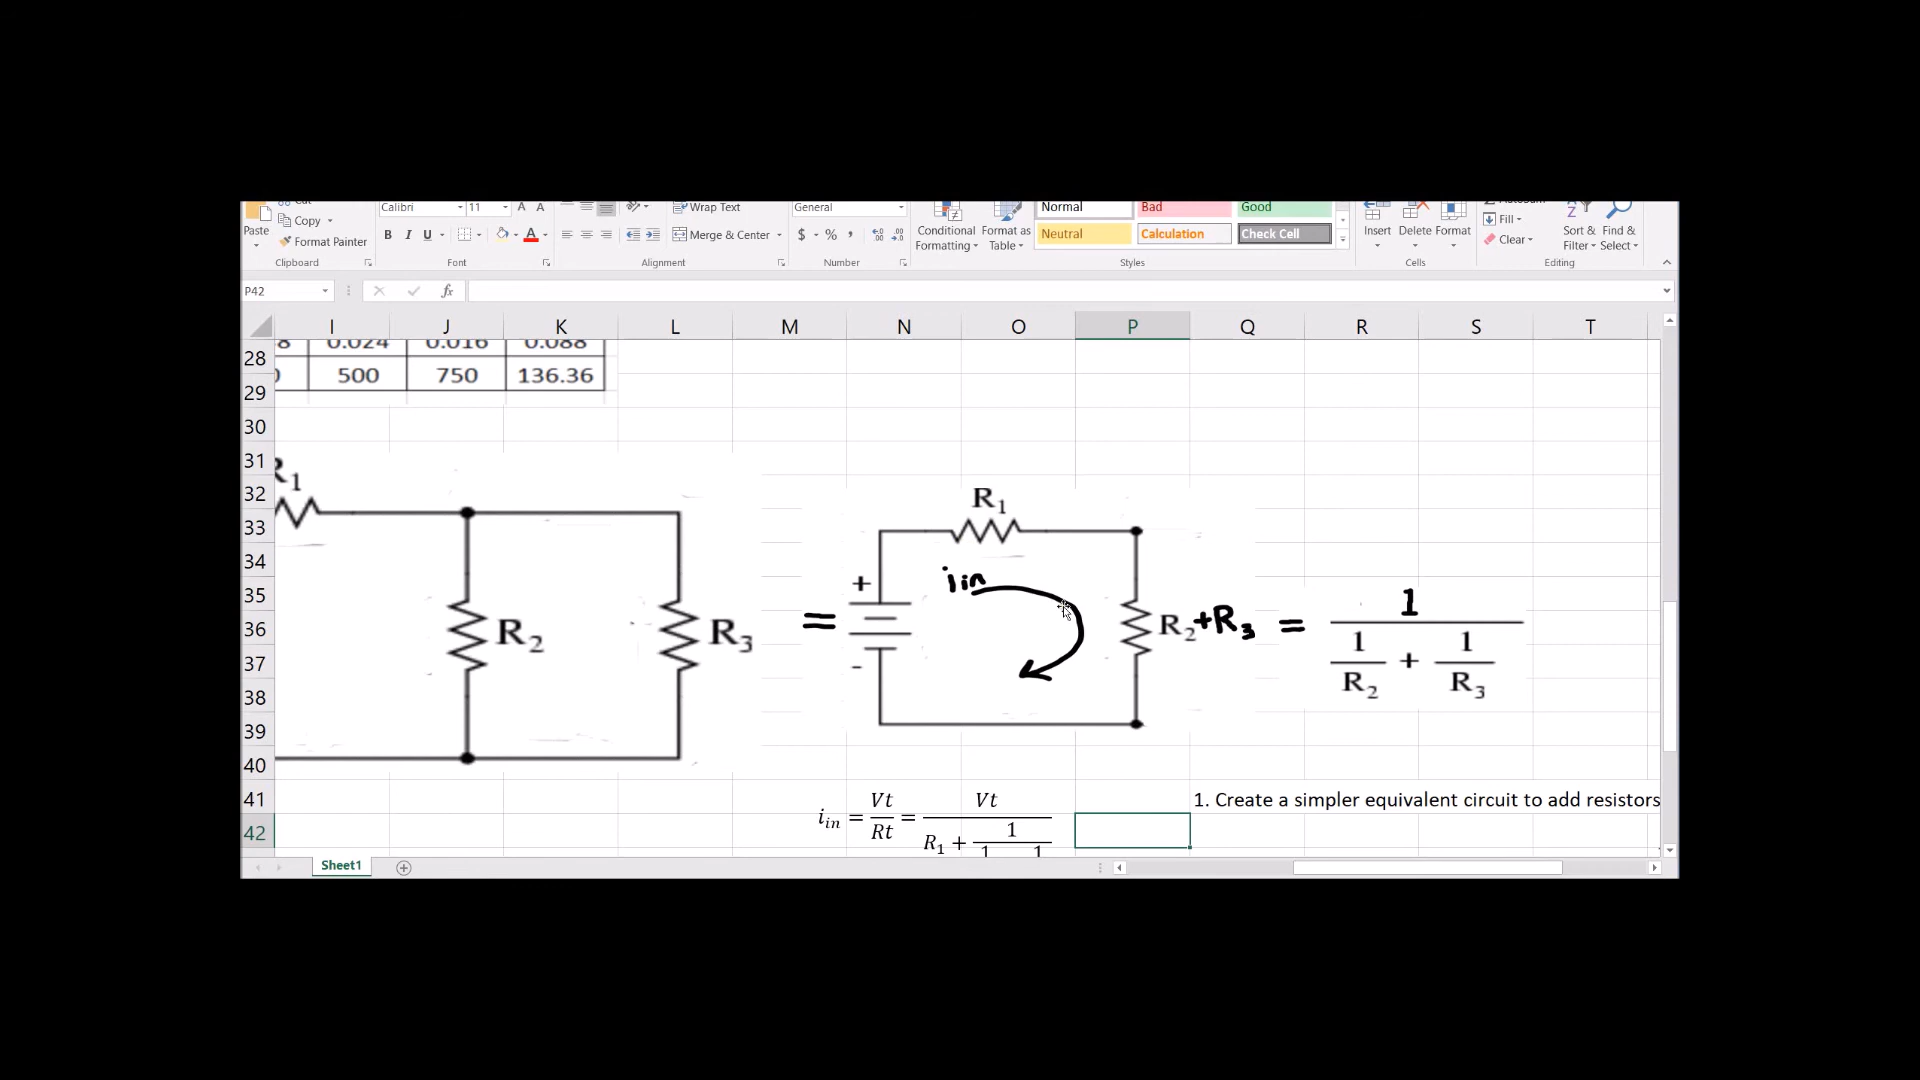 Cut
Copy
Format Painter
Paste
Clipboard
Calibri 11 A A
B I U A
Font
Wrap Text
Merge & Center
Alignment
General
$ % ,
Number
Conditional Formatting
Format as Table
Normal Bad Good
Neutral Calculation Check Cell
Styles
Insert Delete Format
Cells
Fill
Clear
Sort & Filter
Find & Select
Editing
P42 fx
I J K L M N O P Q R S T
28 0.024 0.016 0.088
29 500 750 136.36
30
31
32
33
34
35
36
37
38
39
40
41
42
R1
R2
R3
=
R1
+
-
iin
R2+R3 = 1
1 + 1
R2 R3
i_in = Vt = Vt
Rt R1 + 1
1 1
1. Create a simpler equivalent circuit to add resistors
Sheet1